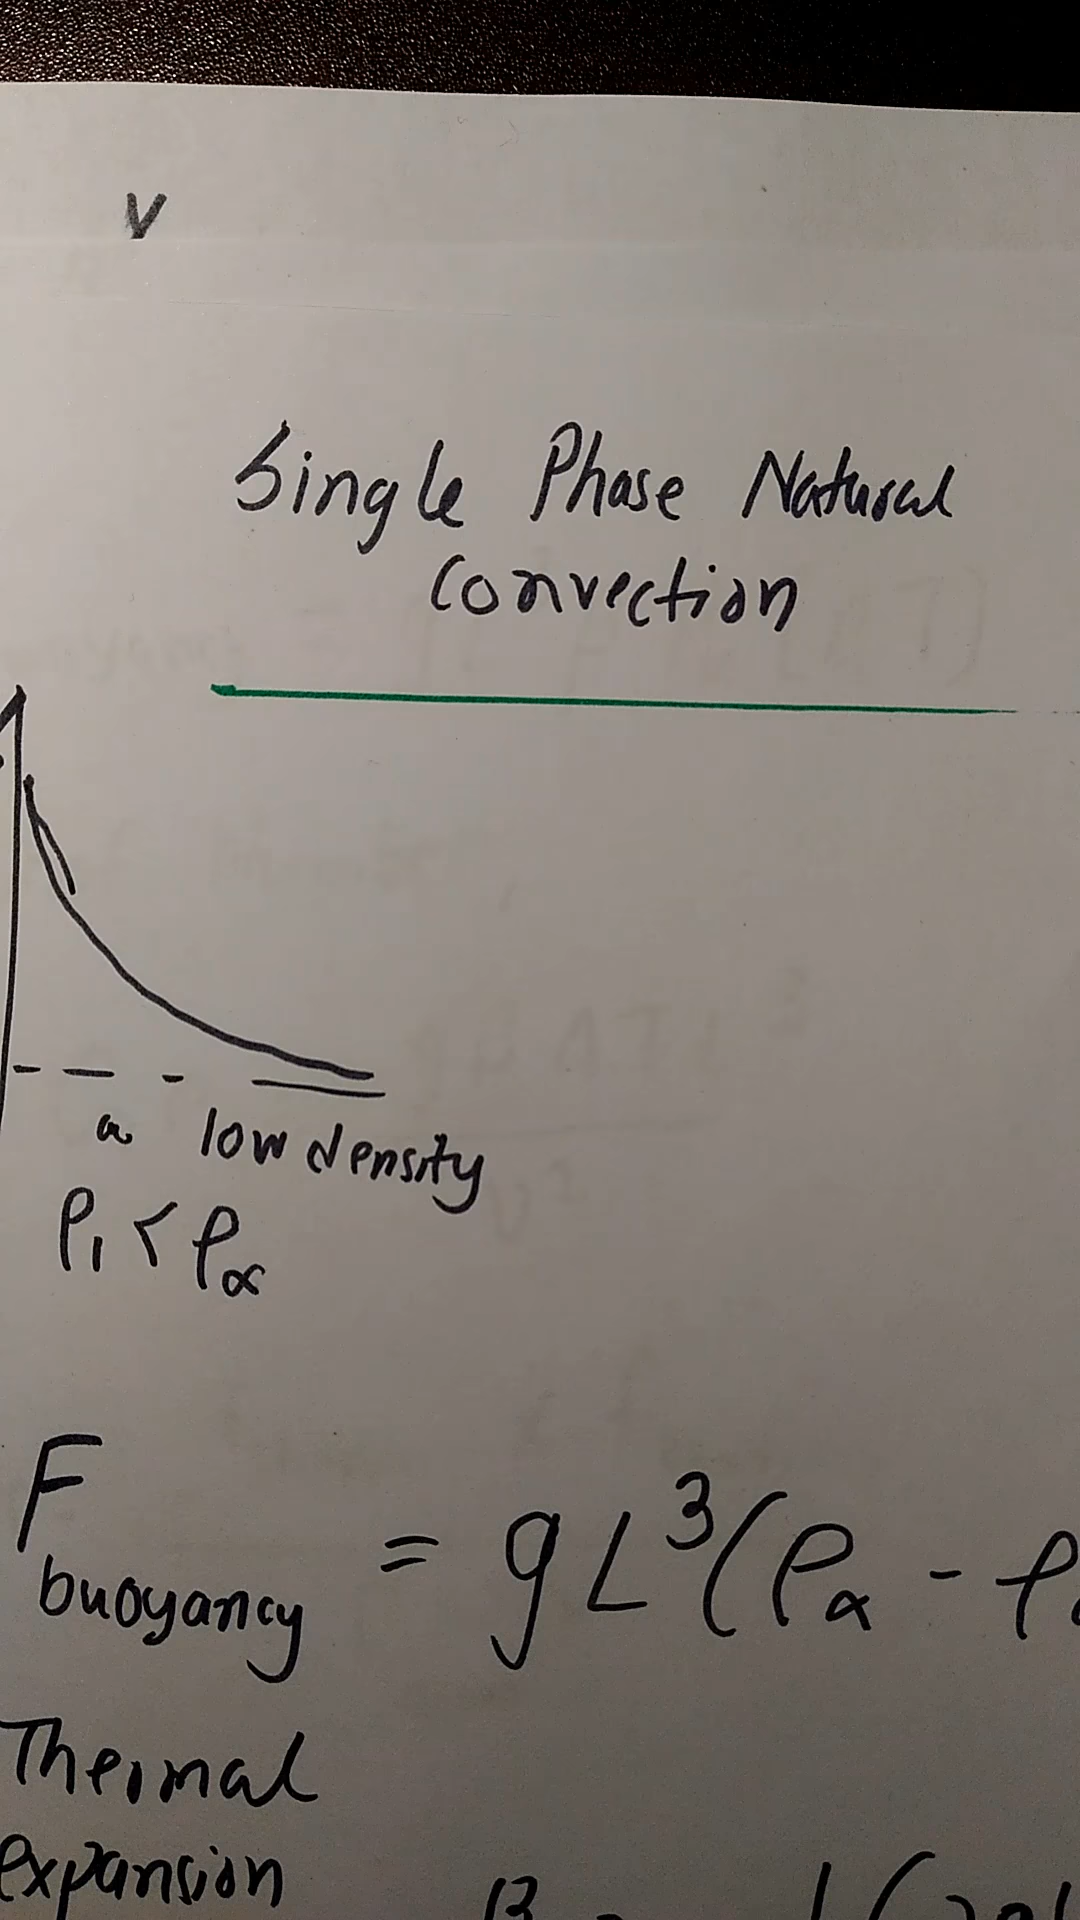 V
Single Phase Natural
Convection
low density
ρ₁ < ρ∝
F buoyancy = gL³(ρ∝ - ρ
Thermal
expansion